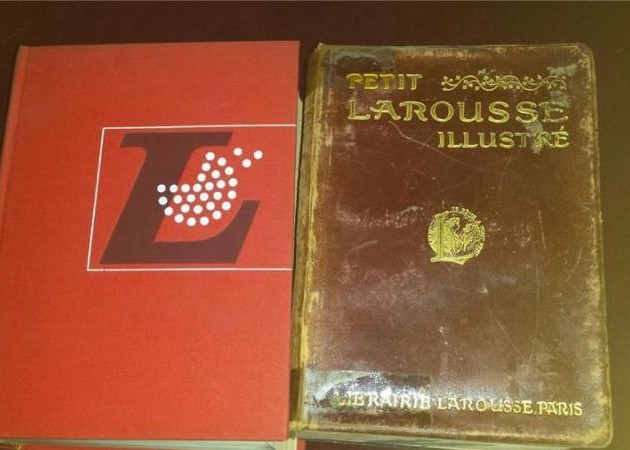 L
PETIT
LAROUSSE
ILLUSTRÉ
LIBRAIRIE LAROUSSE. PARIS